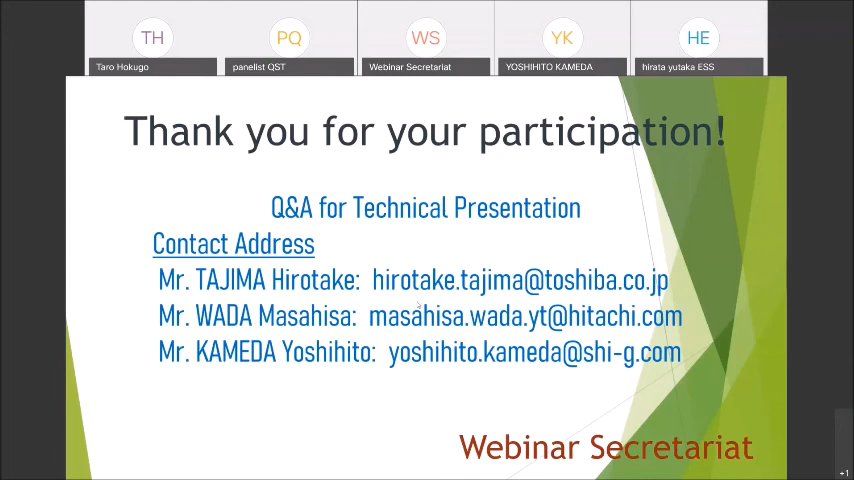 TH
PQ
WS
YK
HE
Taro Hokugo
panelist QST
Webinar Secretariat
YOSHIHITO KAMEDA
hirata yutaka ESS
Thank you for your participation!
Q&A for Technical Presentation
Contact Address
Mr. TAJIMA Hirotake: hirotake.tajima@toshiba.co.jp
Mr. WADA Masahisa: masahisa.wada.yt@hitachi.com
Mr. KAMEDA Yoshihito: yoshihito.kameda@shi-g.com
Webinar Secretariat
+1